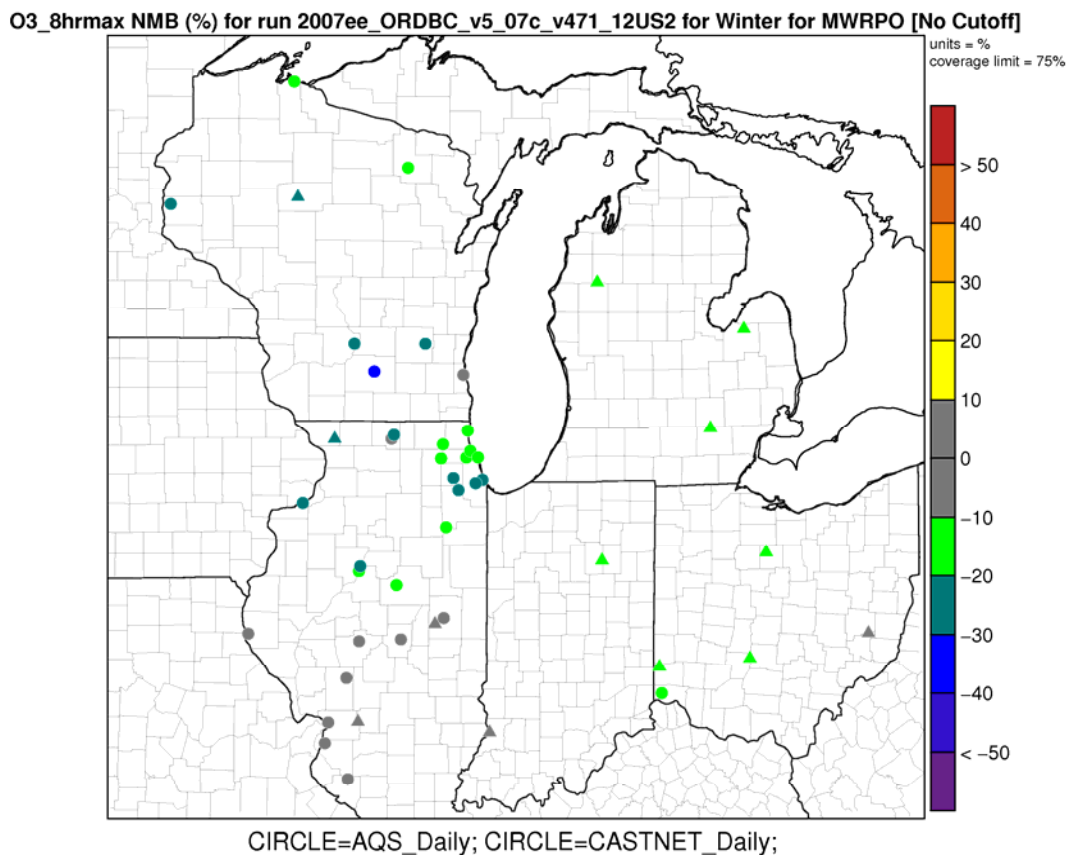 O3_8hrmax NMB (%) for run 2007ee_ORDBC_v5_07c_v471_12US2 for Winter for MWRPO [No Cutoff]
units = %
coverage limit = 75%
> 50
40
30
20
10
0
−10
−20
−30
−40
< −50
CIRCLE=AQS_Daily; CIRCLE=CASTNET_Daily;